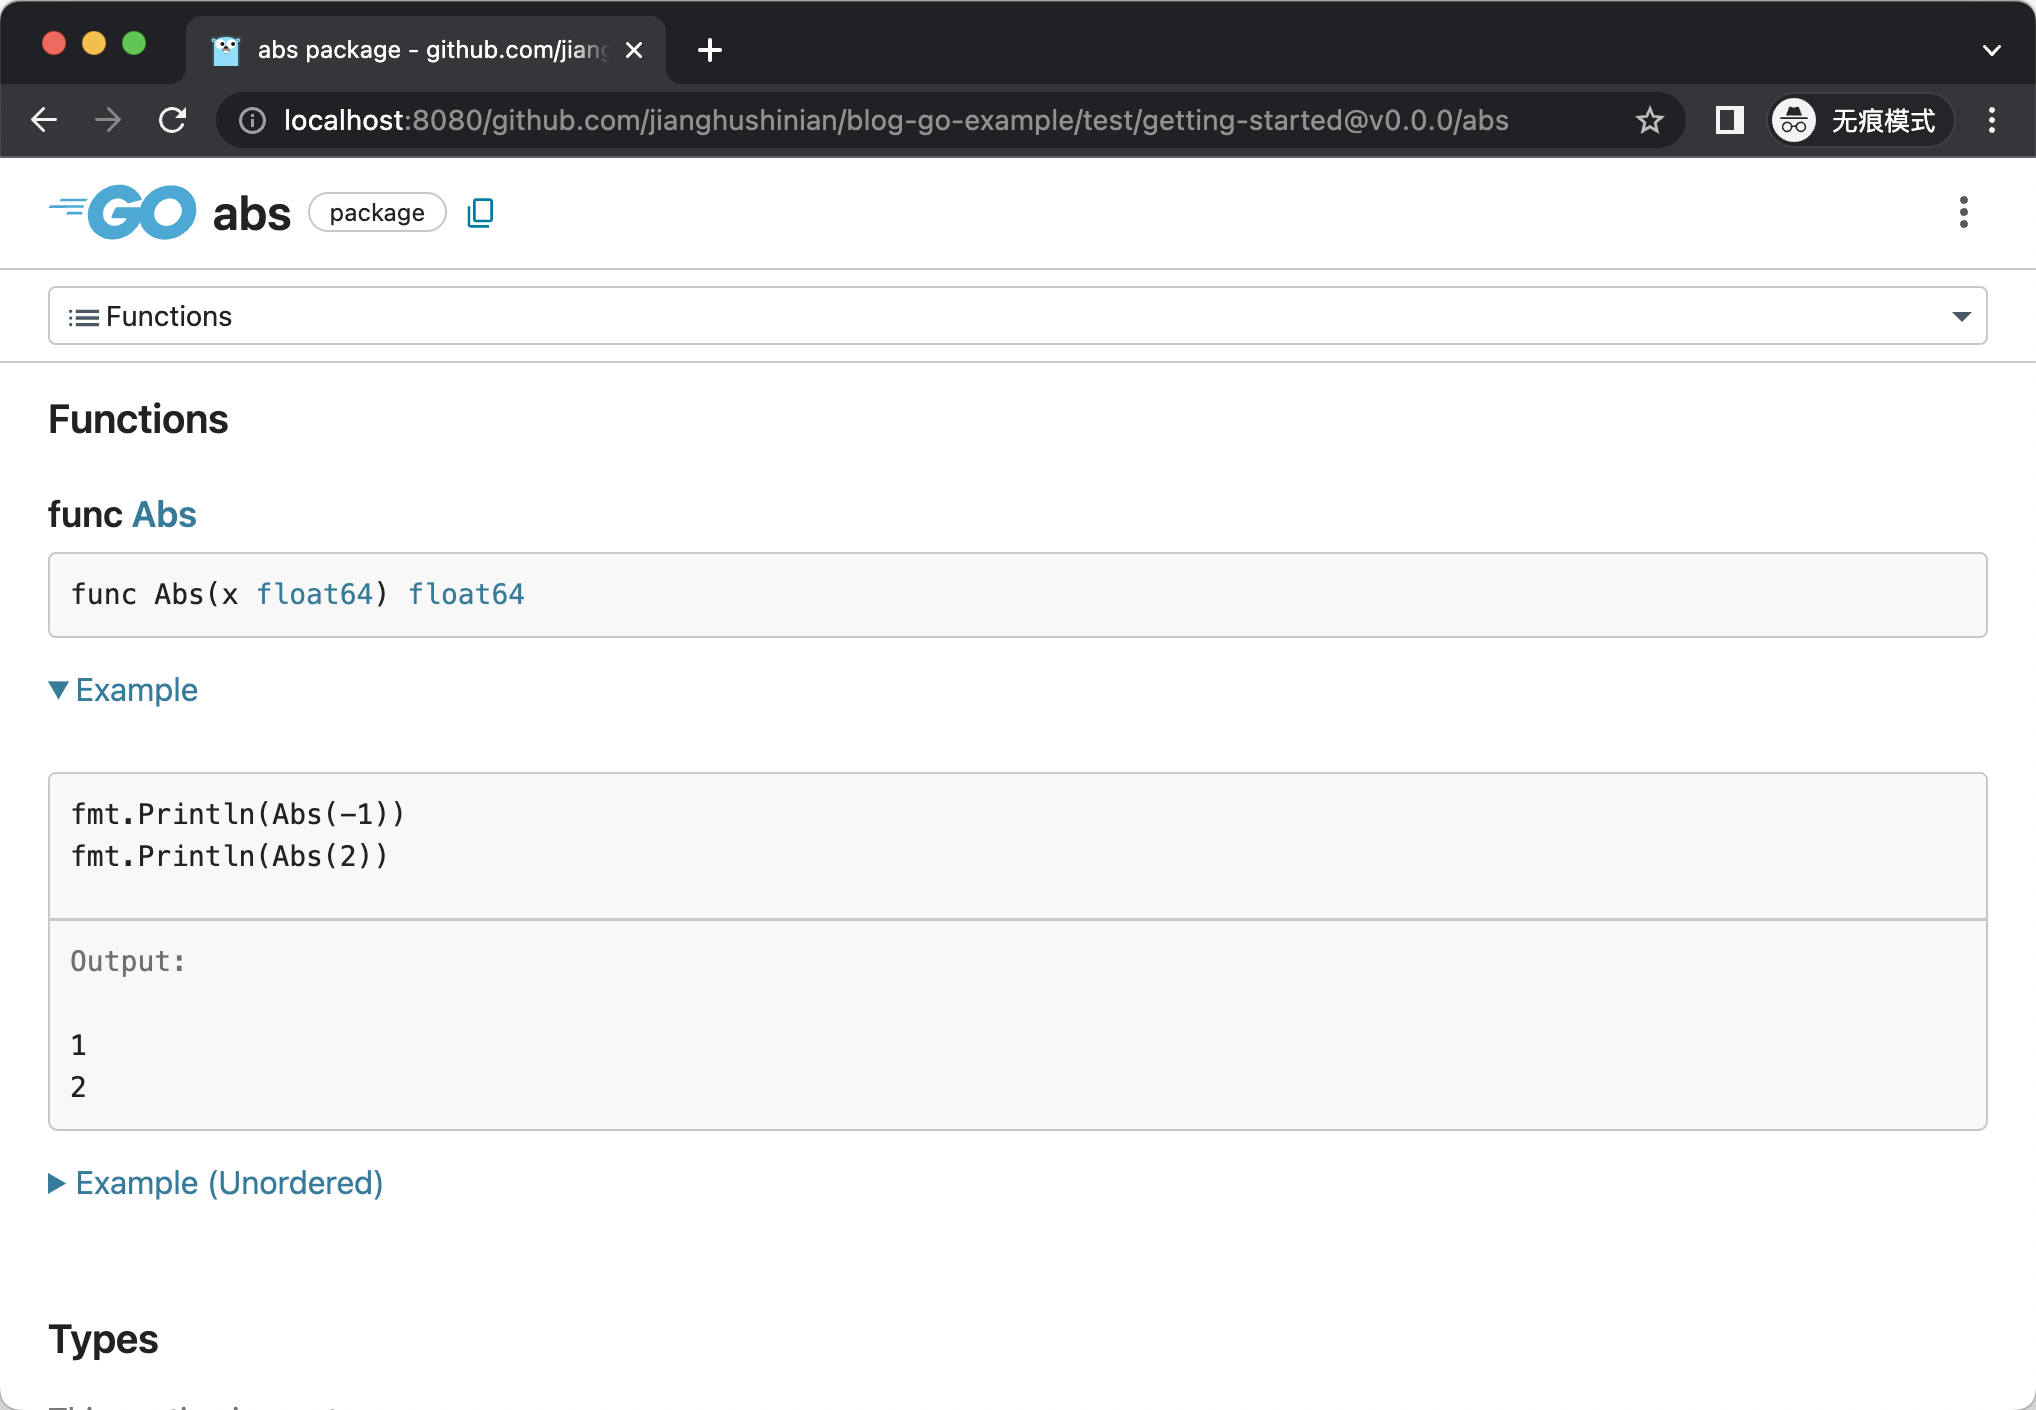 abs package - github.com/jiang
localhost:8080/github.com/jianghushinian/blog-go-example/test/getting-started@v0.0.0/abs
无痕模式
GO abs package
Functions
Functions
func Abs
func Abs(x float64) float64
Example
fmt.Println(Abs(-1))
fmt.Println(Abs(2))
Output:
1
2
Example (Unordered)
Types